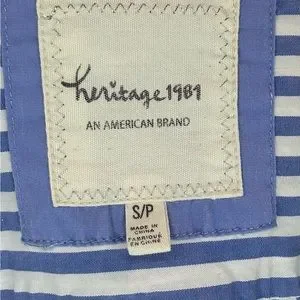 heritage1981
AN AMERICAN BRAND
S/P
MADE IN
CHINA
FABRIQUÉ
EN CHINE